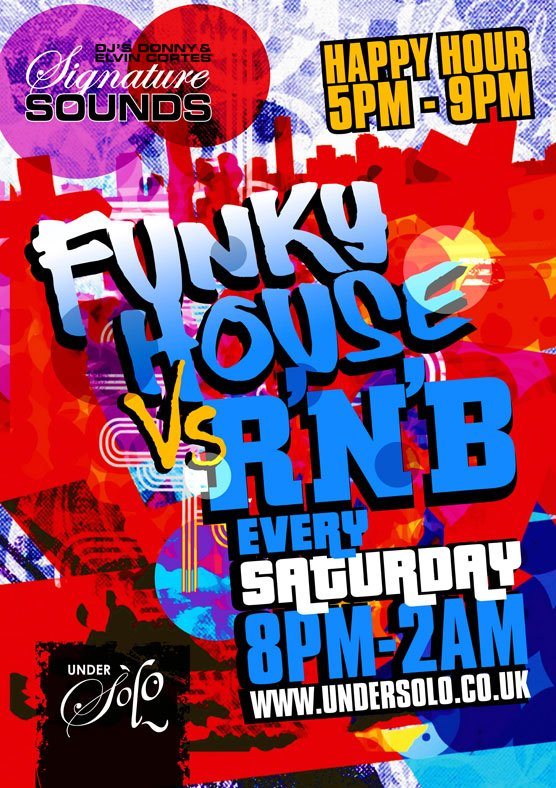 DJ'S DONNY &
ELVIN CORTES
Signature
SOUNDS
HAPPY HOUR
5PM - 9PM
FUNKY
HOUSE
Vs R'N'B
EVERY
SATURDAY
8PM-2AM
WWW.UNDERSOLO.CO.UK
UNDER
Sòlo